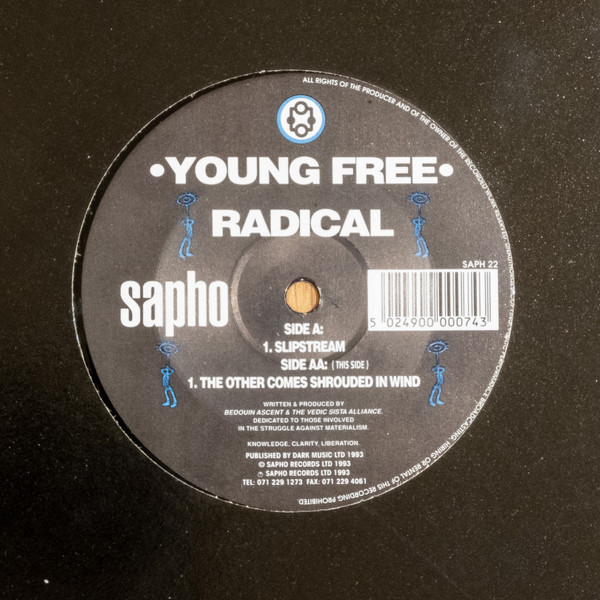 ALL RIGHTS OF THE PRODUCER AND OF THE OWNER OF THE RECORDED WORK RESERVED
PERFORMANCE BROADCASTING, HIRING OR RENTAL OF THIS RECORDING PROHIBITED.
•YOUNG FREE•
RADICAL
SAPH 22
sapho
5 024900 000743
SIDE A:
1. SLIPSTREAM
SIDE AA: (THIS SIDE)
1. THE OTHER COMES SHROUDED IN WIND
WRITTEN & PRODUCED BY
BEDOUIN ASCENT & THE VEDIC SISTA ALLIANCE.
DEDICATED TO THOSE INVOLVED
IN THE STRUGGLE AGAINST MATERIALISM.
KNOWLEDGE, CLARITY, LIBERATION.
PUBLISHED BY DARK MUSIC LTD 1993
© SAPHO RECORDS LTD 1993
℗ SAPHO RECORDS LTD 1993
TEL: 071 229 1273 FAX: 071 229 4061